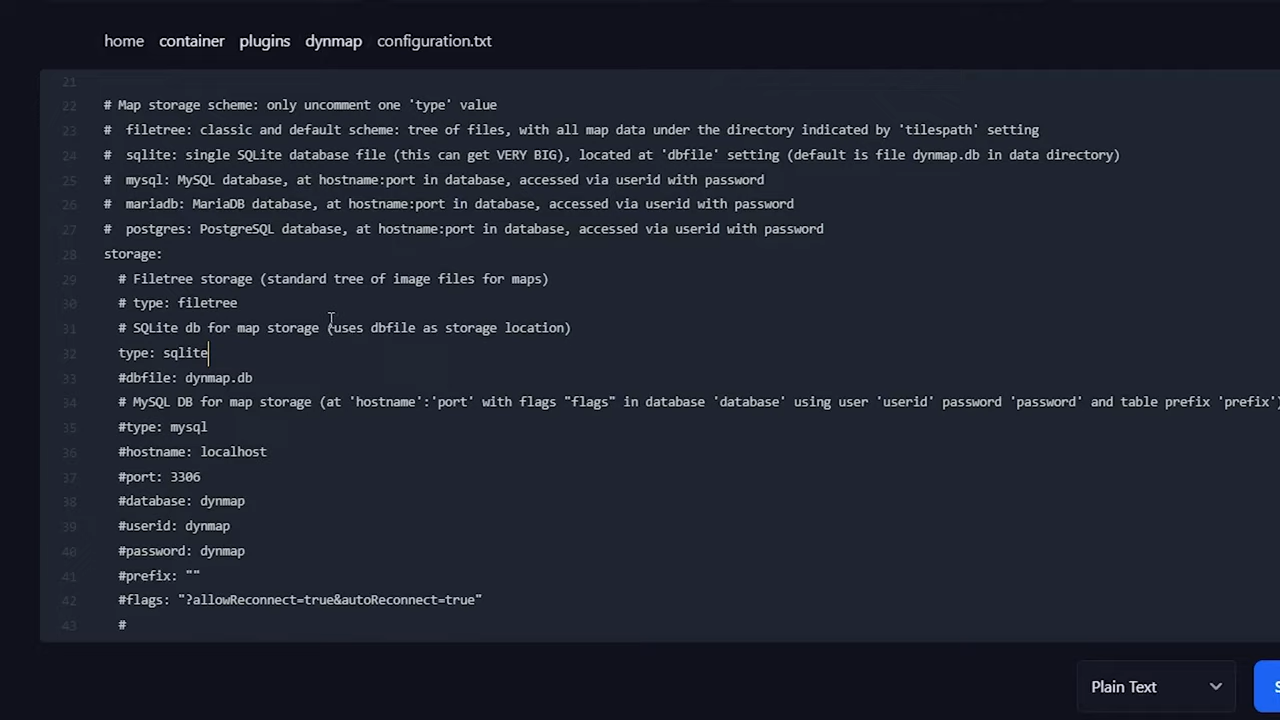 home container plugins dynmap configuration.txt
21
22 # Map storage scheme: only uncomment one 'type' value
23 #  filetree: classic and default scheme: tree of files, with all map data under the directory indicated by 'tilespath' setting
24 #  sqlite: single SQLite database file (this can get VERY BIG), located at 'dbfile' setting (default is file dynmap.db in data directory)
25 #  mysql: MySQL database, at hostname:port in database, accessed via userid with password
26 #  mariadb: MariaDB database, at hostname:port in database, accessed via userid with password
27 #  postgres: PostgreSQL database, at hostname:port in database, accessed via userid with password
28 storage:
29   # Filetree storage (standard tree of image files for maps)
30   # type: filetree
31   # SQLite db for map storage (uses dbfile as storage location)
32   type: sqlite
33   #dbfile: dynmap.db
34   # MySQL DB for map storage (at 'hostname':'port' with flags "flags" in database 'database' using user 'userid' password 'password' and table prefix 'prefix'
35   #type: mysql
36   #hostname: localhost
37   #port: 3306
38   #database: dynmap
39   #userid: dynmap
40   #password: dynmap
41   #prefix: ""
42   #flags: "?allowReconnect=true&autoReconnect=true"
43   #
Plain Text